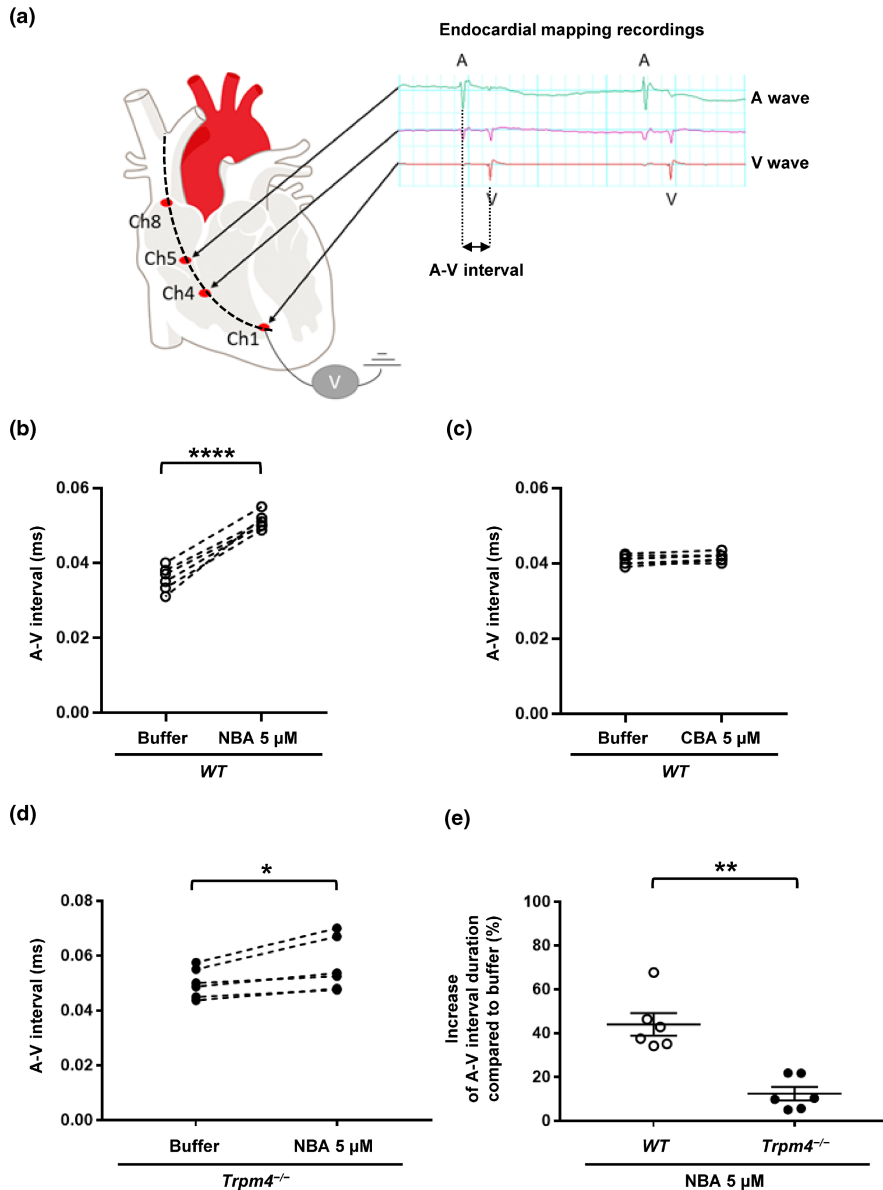 (a)
Endocardial mapping recordings
A A
A wave
V wave
V V
A-V interval
Ch8
Ch5
Ch4
Ch1
V
(b)
****
A-V interval (ms)
0.06
0.04
0.02
0.00
Buffer NBA 5 µM
WT
(c)
A-V interval (ms)
0.06
0.04
0.02
0.00
Buffer CBA 5 µM
WT
(d)
*
A-V interval (ms)
0.08
0.06
0.04
0.02
0.00
Buffer NBA 5 µM
Trpm4⁻/⁻
(e)
**
Increase
of A-V interval duration
compared to buffer (%)
100
80
60
40
20
0
WT Trpm4⁻/⁻
NBA 5 µM